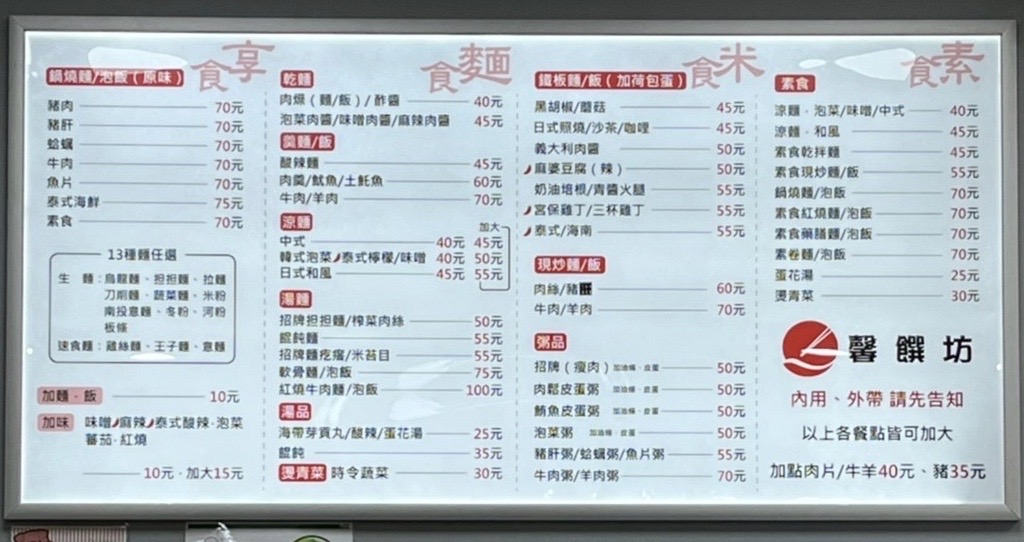 享食
鍋燒麵/泡飯（原味）
豬肉 70元
豬肝 70元
蛤蠣 70元
牛肉 70元
魚片 70元
泰式海鮮 75元
素食 70元
13種麵任選
生 麵：烏龍麵、担担麵、拉麵
刀削麵、蔬菜麵、米粉
南投意麵、冬粉、河粉
板條
速食麵：雞絲麵、王子麵、意麵
加麵·飯 10元
加味 味噌 麻辣 泰式酸辣·泡菜
蕃茄·紅燒
10元·加大15元
麵食
乾麵
肉燥（麵/飯）/酢醬 40元
泡菜肉醬/味噌肉醬/麻辣肉醬 45元
羹麵/飯
酸辣麵 45元
肉羹/魷魚/土魠魚 60元
牛肉/羊肉 70元
涼麵 加大
中式 40元 45元
韓式泡菜 泰式檸檬/味噌 40元 50元
日式和風 45元 55元
湯麵
招牌担担麵/榨菜肉絲 50元
餛飩麵 55元
招牌麵疙瘩/米苔目 55元
軟骨麵/泡飯 75元
紅燒牛肉麵/泡飯 100元
湯品
海帶芽貢丸/酸辣/蛋花湯 25元
餛飩 35元
燙青菜 時令蔬菜 30元
米食
鐵板麵/飯（加荷包蛋）
黑胡椒/蘑菇 45元
日式照燒/沙茶/咖哩 45元
義大利肉醬 50元
麻婆豆腐（辣） 50元
奶油培根/青醬火腿 55元
宮保雞丁/三杯雞丁 55元
泰式/海南 55元
現炒麵/飯
肉絲/豬肝 60元
牛肉/羊肉 70元
粥品
招牌（瘦肉）加油條·皮蛋 50元
肉鬆皮蛋粥 加油條·皮蛋 50元
鮪魚皮蛋粥 加油條·皮蛋 50元
泡菜粥 加油條·皮蛋 50元
豬肝粥/蛤蠣粥/魚片粥 55元
牛肉粥/羊肉粥 70元
素食
素食
涼麵·泡菜/味噌/中式 40元
涼麵·和風 45元
素食乾拌麵 45元
素食現炒麵/飯 55元
鍋燒麵/泡飯 70元
素食紅燒麵/泡飯 70元
素食藥膳麵/泡飯 70元
素卷麵/泡飯 70元
蛋花湯 25元
燙青菜 30元
馨饌坊
內用、外帶 請先告知
以上各餐點皆可加大
加點肉片/牛羊40元、豬35元